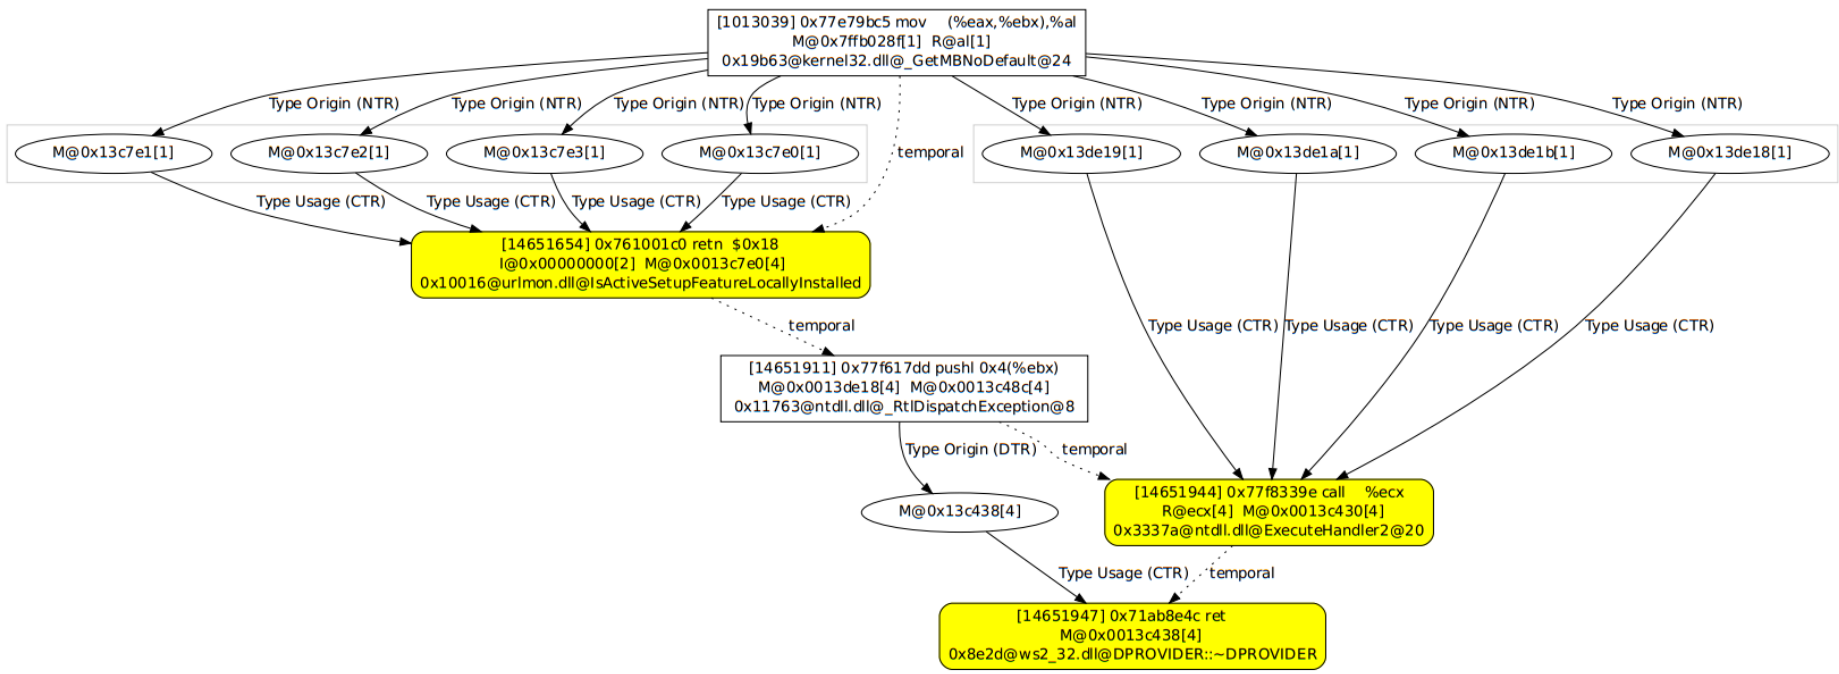 [1013039] 0x77e79bc5 mov (%eax,%ebx),%al
M@0x7ffb028f[1] R@al[1]
0x19b63@kernel32.dll@_GetMBNoDefault@24
Type Origin (NTR)
Type Origin (NTR)
Type Origin (NTR)
Type Origin (NTR)
Type Origin (NTR)
Type Origin (NTR)
Type Origin (NTR)
Type Origin (NTR)
M@0x13c7e1[1]
M@0x13c7e2[1]
M@0x13c7e3[1]
M@0x13c7e0[1]
temporal
M@0x13de19[1]
M@0x13de1a[1]
M@0x13de1b[1]
M@0x13de18[1]
Type Usage (CTR)
Type Usage (CTR)
Type Usage (CTR)
Type Usage (CTR)
[14651654] 0x761001c0 retn $0x18
I@0x00000000[2] M@0x0013c7e0[4]
0x10016@urlmon.dll@IsActiveSetupFeatureLocallyInstalled
temporal
Type Usage (CTR)
Type Usage (CTR)
Type Usage (CTR)
Type Usage (CTR)
[14651911] 0x77f617dd pushl 0x4(%ebx)
M@0x0013de18[4] M@0x0013c48c[4]
0x11763@ntdll.dll@_RtlDispatchException@8
Type Origin (DTR)
temporal
M@0x13c438[4]
[14651944] 0x77f8339e call %ecx
R@ecx[4] M@0x0013c430[4]
0x3337a@ntdll.dll@ExecuteHandler2@20
Type Usage (CTR)
temporal
[14651947] 0x71ab8e4c ret
M@0x0013c438[4]
0x8e2d@ws2_32.dll@DPROVIDER::~DPROVIDER